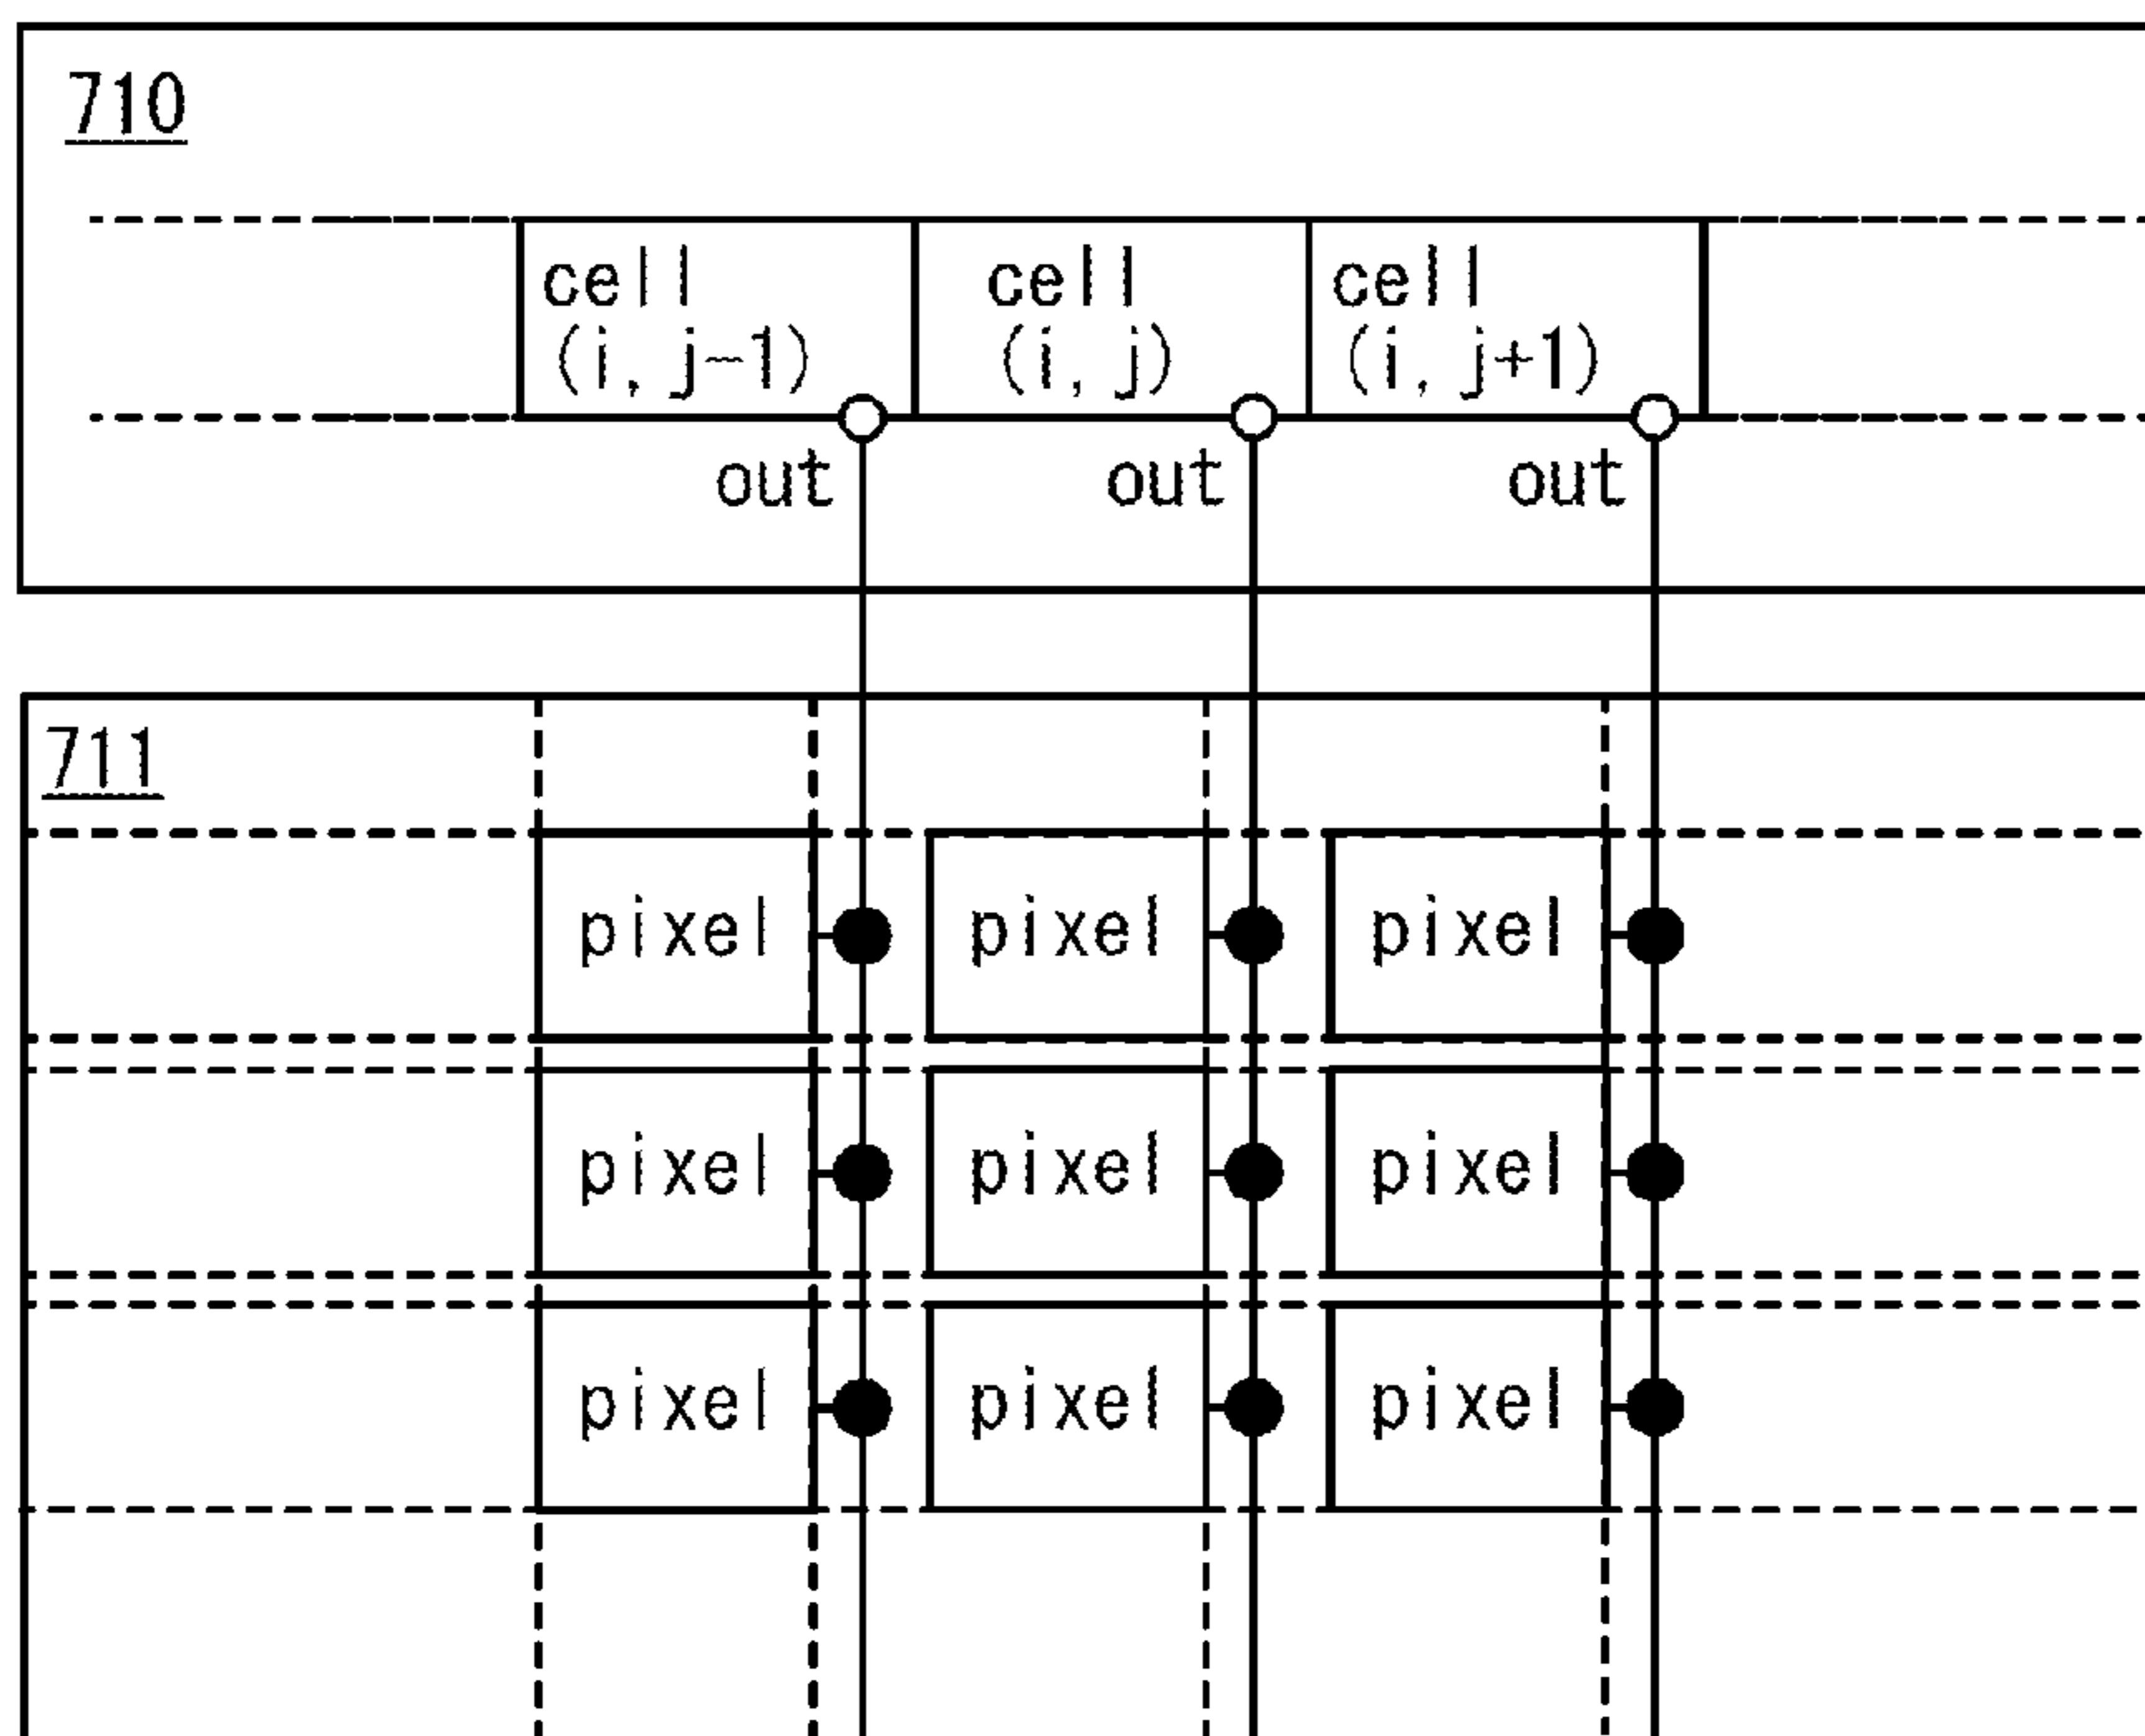 710
cell cell cell
(i, j-1) (i, j) (i, j+1)
out out out
711
pixel pixel pixel
pixel pixel pixel
pixel pixel pixel